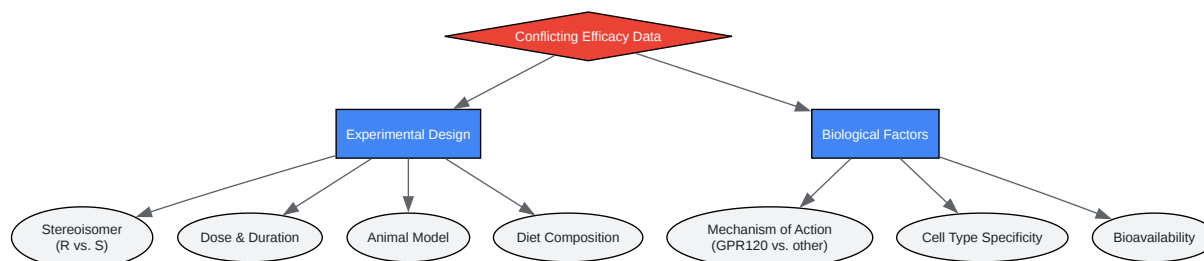 Conflicting Efficacy Data
Experimental Design
Biological Factors
Stereoisomer
(R vs. S)
Dose & Duration
Animal Model
Diet Composition
Mechanism of Action
(GPR120 vs. other)
Cell Type Specificity
Bioavailability